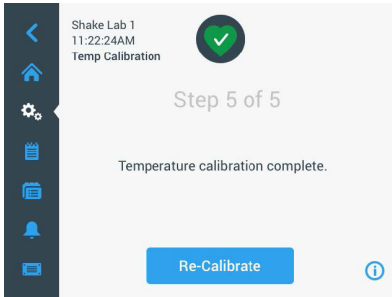 Shake Lab 1
11:22:24AM
Temp Calibration
Step 5 of 5
Temperature calibration complete.
Re-Calibrate